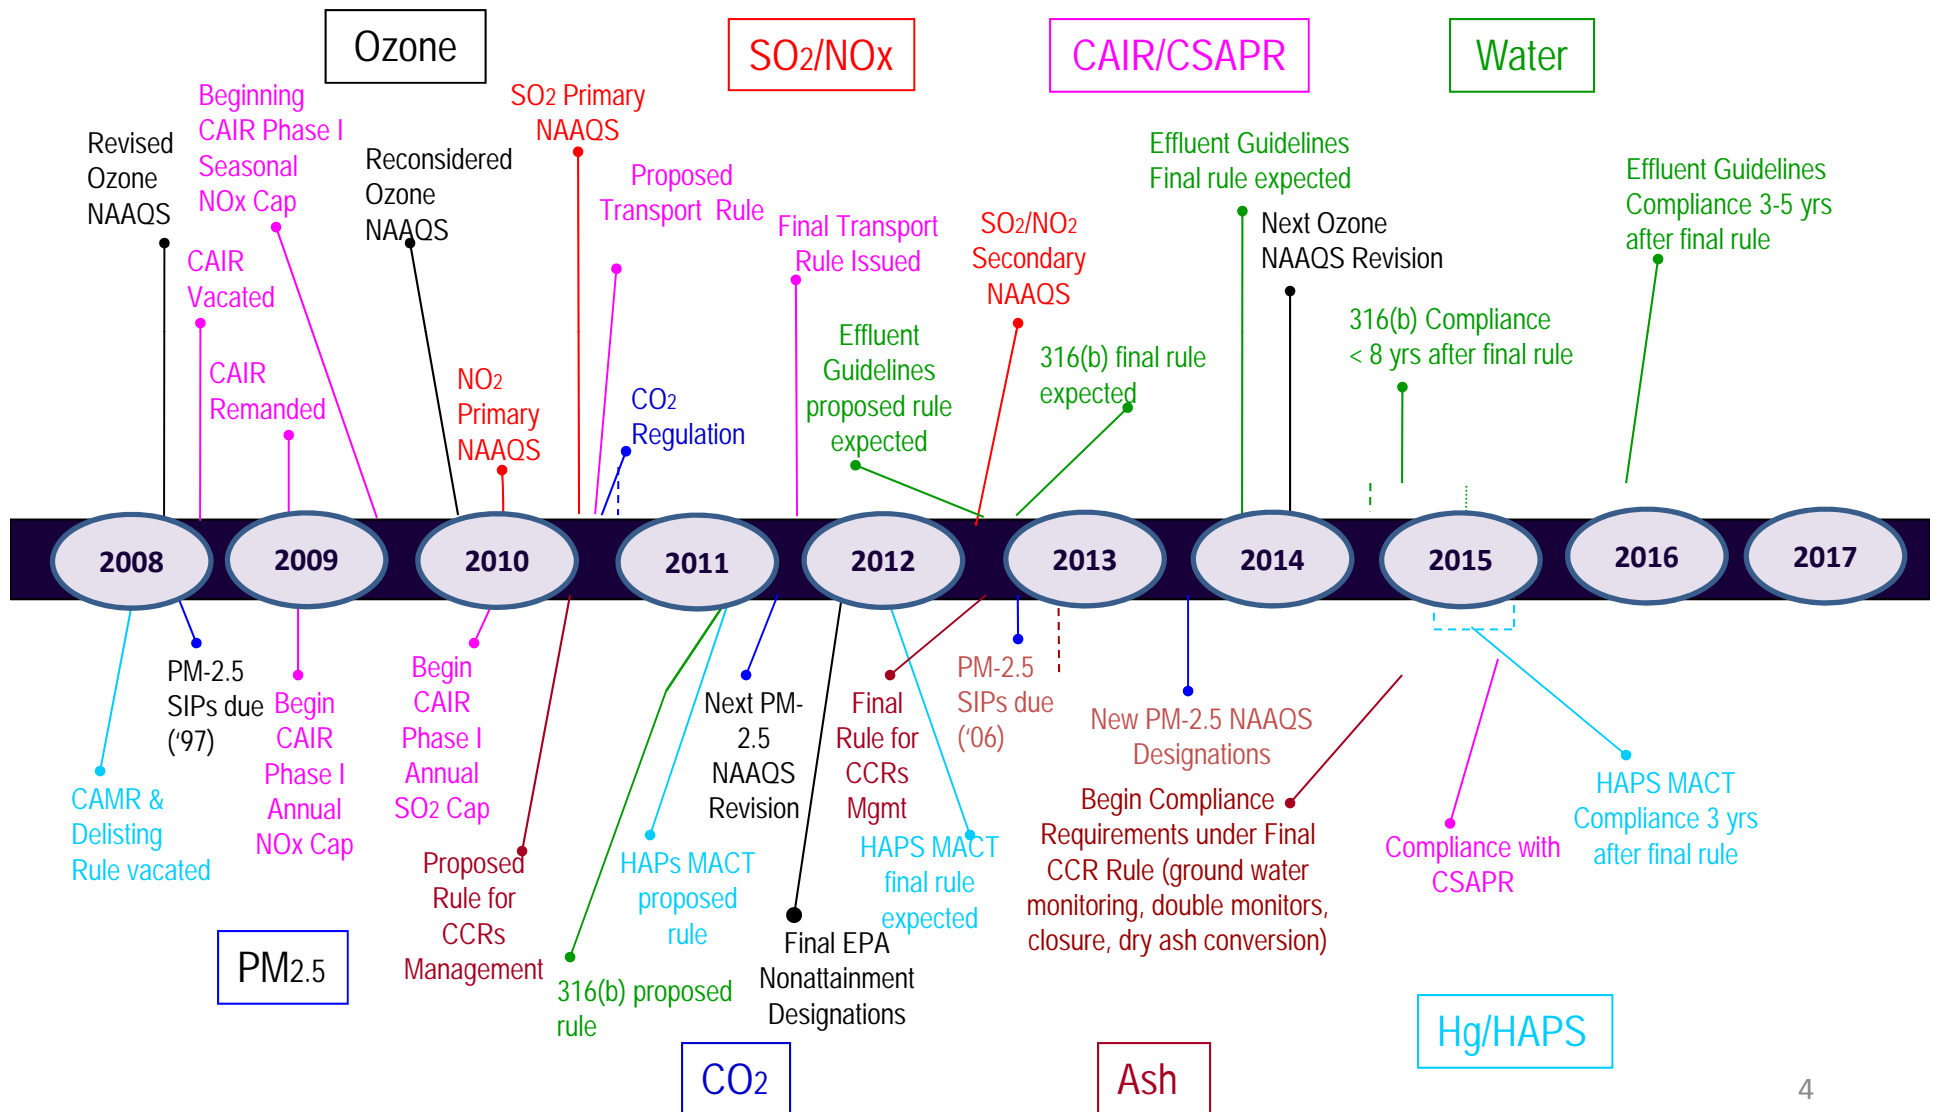 Ozone
SO2/NOx
CAIR/CSAPR
Water
Revised
Ozone
NAAQS
Beginning
CAIR Phase I
Seasonal
NOx Cap
CAIR
Vacated
CAIR
Remanded
Reconsidered
Ozone
NAAQS
NO2
Primary
NAAQS
SO2 Primary
NAAQS
Proposed
Transport Rule
CO2
Regulation
Final Transport
Rule Issued
Effluent
Guidelines
proposed rule
expected
SO2/NO2
Secondary
NAAQS
316(b) final rule
expected
Effluent Guidelines
Final rule expected
Next Ozone
NAAQS Revision
316(b) Compliance
< 8 yrs after final rule
Effluent Guidelines
Compliance 3-5 yrs
after final rule
2008
2009
2010
2011
2012
2013
2014
2015
2016
2017
CAMR &
Delisting
Rule vacated
PM-2.5
SIPs due
(‘97)
Begin
CAIR
Phase I
Annual
NOx Cap
Begin
CAIR
Phase I
Annual
SO2 Cap
Proposed
Rule for
CCRs
Management
316(b) proposed
rule
HAPs MACT
proposed
rule
Next PM-
2.5
NAAQS
Revision
Final EPA
Nonattainment
Designations
Final
Rule for
CCRs
Mgmt
HAPS MACT
final rule
expected
PM-2.5
SIPs due
(‘06)
New PM-2.5 NAAQS
Designations
Begin Compliance
Requirements under Final
CCR Rule (ground water
monitoring, double monitors,
closure, dry ash conversion)
Compliance with
CSAPR
HAPS MACT
Compliance 3 yrs
after final rule
PM2.5
CO2
Ash
Hg/HAPS
4